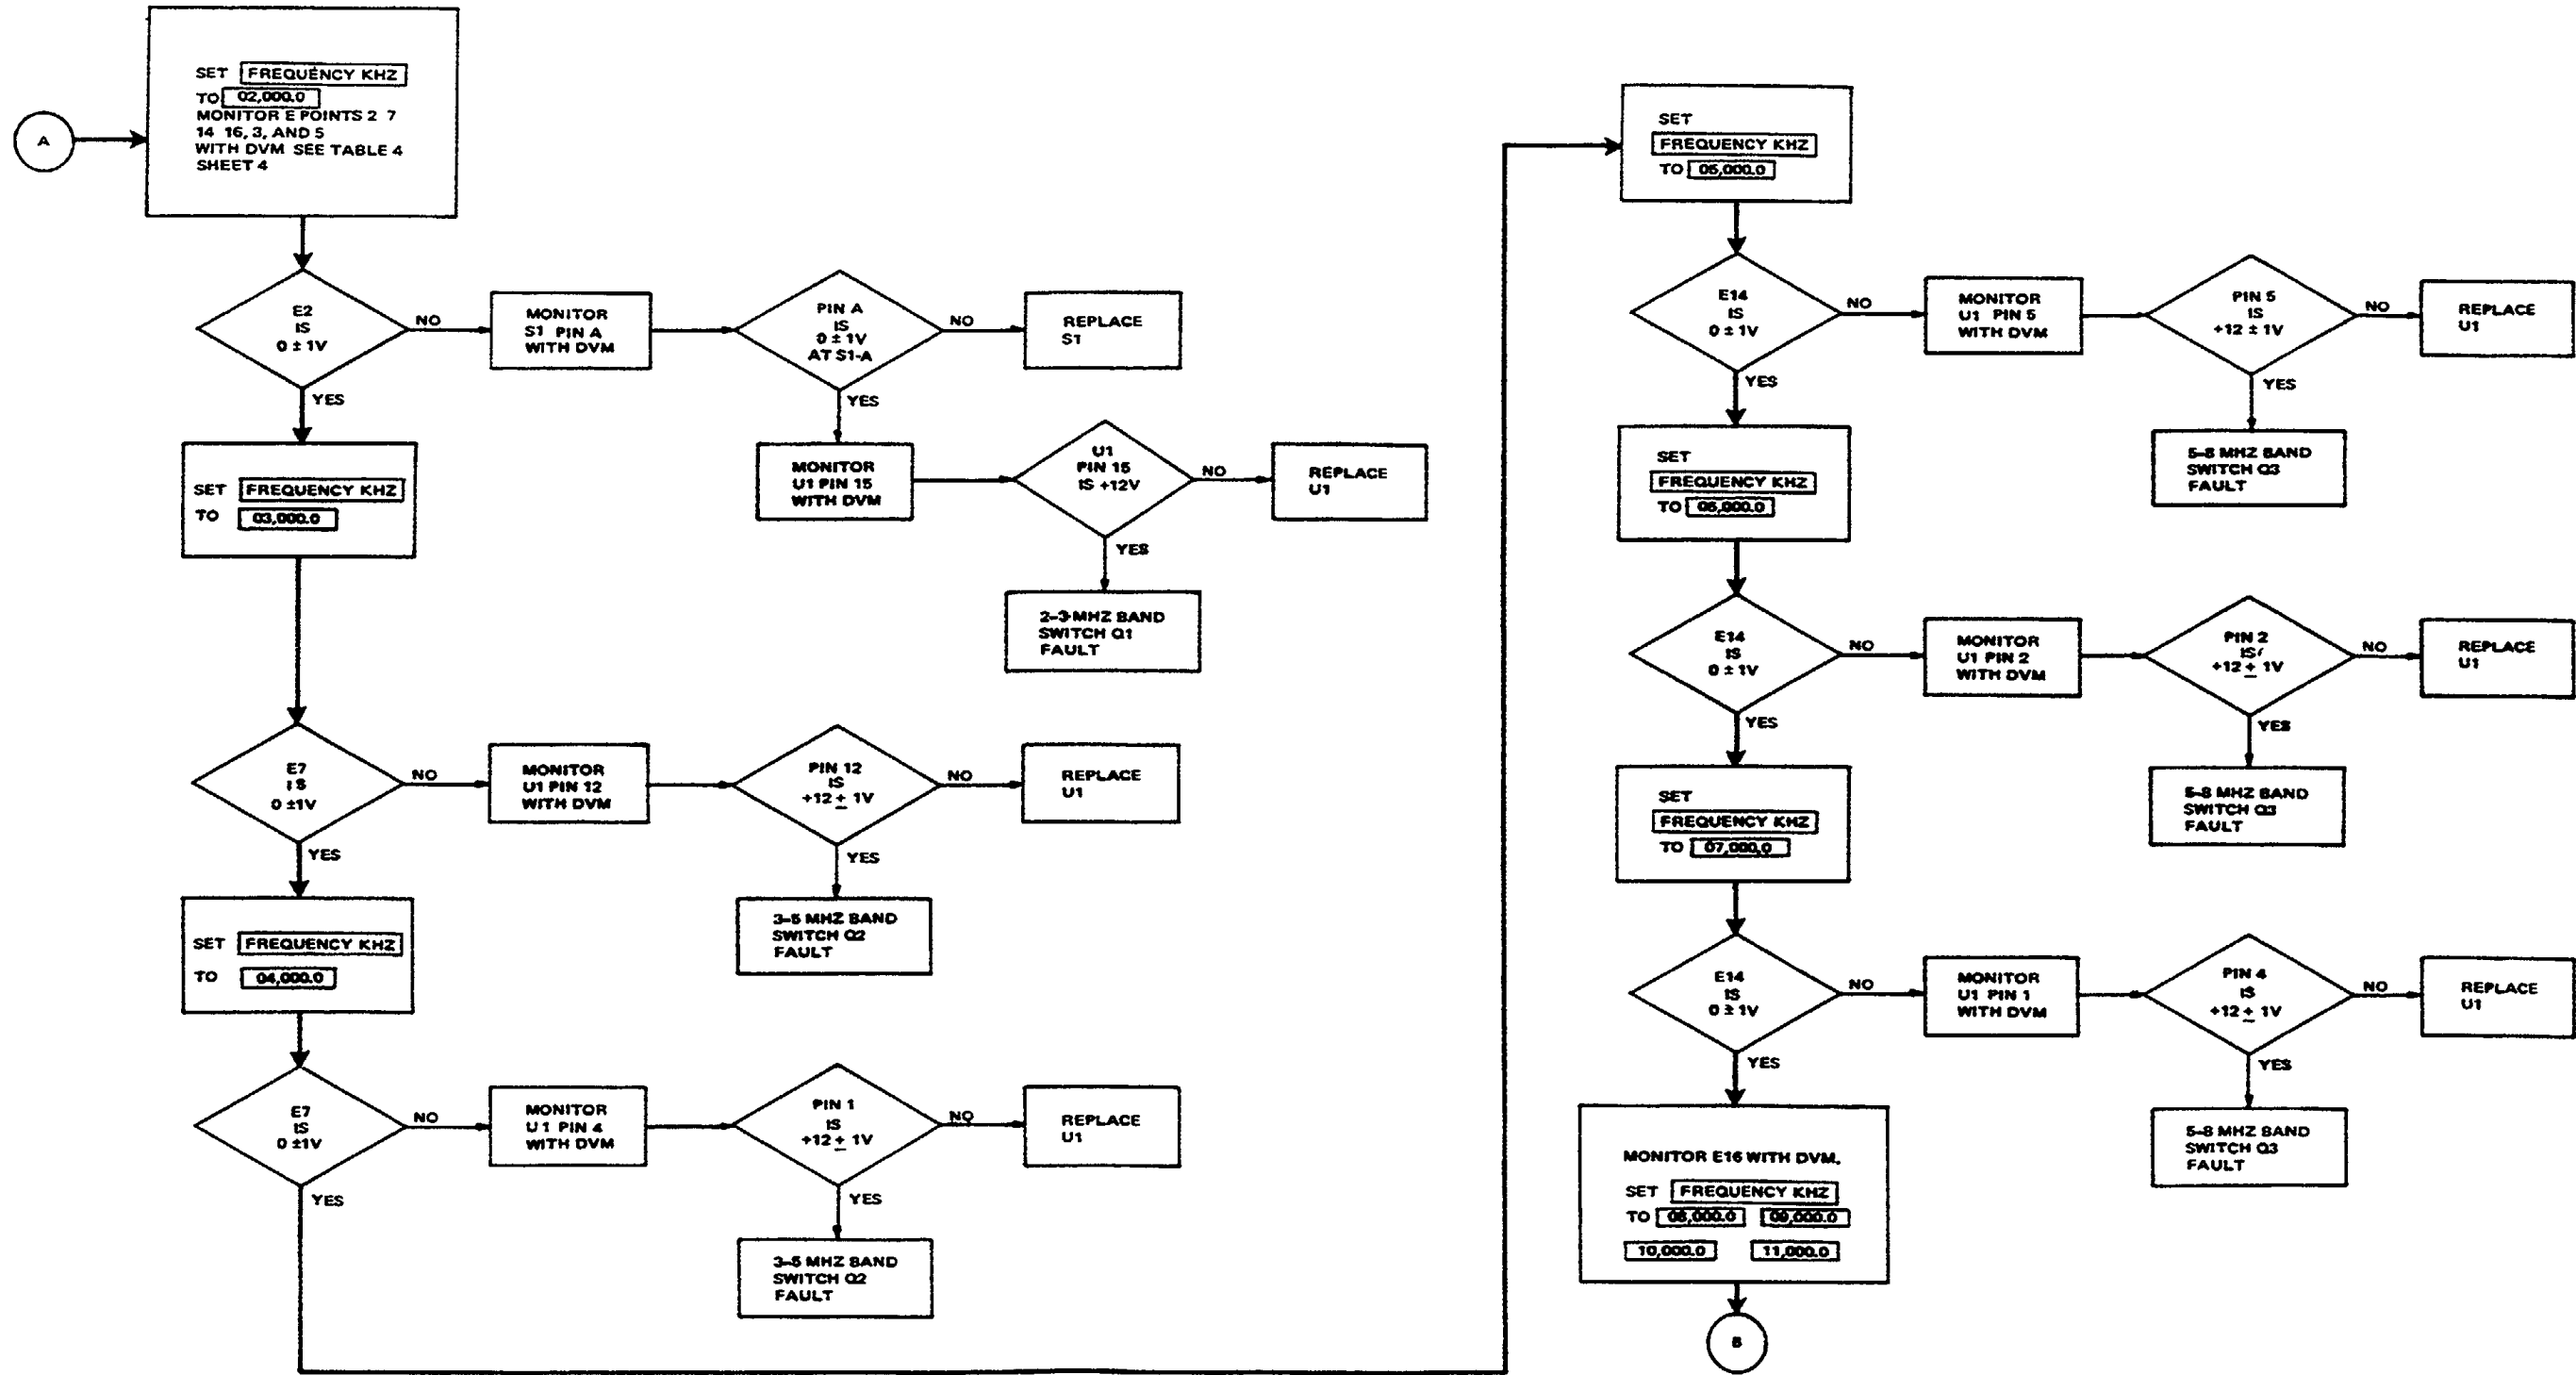 A
SET FREQUENCY KHZ
TO 02,000.0
MONITOR E POINTS 2 7
14 16, 3, AND 5
WITH DVM SEE TABLE 4
SHEET 4
E2
IS
0 ± 1V
NO
YES
MONITOR
S1 PIN A
WITH DVM
PIN A
IS
0 ± 1V
AT S1-A
NO
YES
REPLACE
S1
MONITOR
U1 PIN 15
WITH DVM
U1
PIN 15
IS +12V
NO
YES
REPLACE
U1
2-3 MHZ BAND
SWITCH Q1
FAULT
SET FREQUENCY KHZ
TO 03,000.0
E7
IS
0 ±1V
NO
YES
MONITOR
U1 PIN 12
WITH DVM
PIN 12
IS
+12 ± 1V
NO
YES
REPLACE
U1
3-5 MHZ BAND
SWITCH Q2
FAULT
SET FREQUENCY KHZ
TO 04,000.0
E7
IS
0 ±1V
NO
YES
MONITOR
U1 PIN 4
WITH DVM
PIN 1
IS
+12 ± 1V
NO
YES
REPLACE
U1
3-5 MHZ BAND
SWITCH Q2
FAULT
SET
FREQUENCY KHZ
TO 05,000.0
E14
IS
0 ± 1V
NO
YES
MONITOR
U1 PIN 5
WITH DVM
PIN 5
IS
+12 ± 1V
NO
YES
REPLACE
U1
5-8 MHZ BAND
SWITCH Q3
FAULT
SET
FREQUENCY KHZ
TO
E14
IS
0 ± 1V
NO
YES
MONITOR
U1 PIN 2
WITH DVM
PIN 2
IS
+12 ± 1V
NO
YES
REPLACE
U1
5-8 MHZ BAND
SWITCH Q3
FAULT
SET
FREQUENCY KHZ
TO 07,000.0
E14
IS
0 ± 1V
NO
YES
MONITOR
U1 PIN 1
WITH DVM
PIN 4
IS
+12 ± 1V
NO
YES
REPLACE
U1
5-8 MHZ BAND
SWITCH Q3
FAULT
MONITOR E16 WITH DVM.
SET FREQUENCY KHZ
TO 08,000.0 09,000.0
10,000.0 11,000.0
B